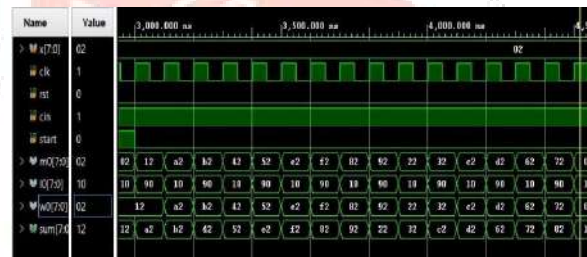 Name Value 3,000.000 ns 3,500.000 ns 4,000.000 ns
x[7:0] 02 02
clk 1
rst 0
cin 1
start 0
m0[7:0] 02 02 12 a2 b2 42 52 e2 f2 82 92 22 32 e2 d2 62 72
i0[7:0] 10 10 90 10 90 10 90 10 90 10 90 10 90 10 90 10 90
w0[7:0] 02 12 a2 b2 42 52 e2 f2 82 92 22 32 e2 d2 62 72
sum[7:0 12 12 a2 b2 42 52 e2 f2 82 92 22 32 c2 d2 62 72 02